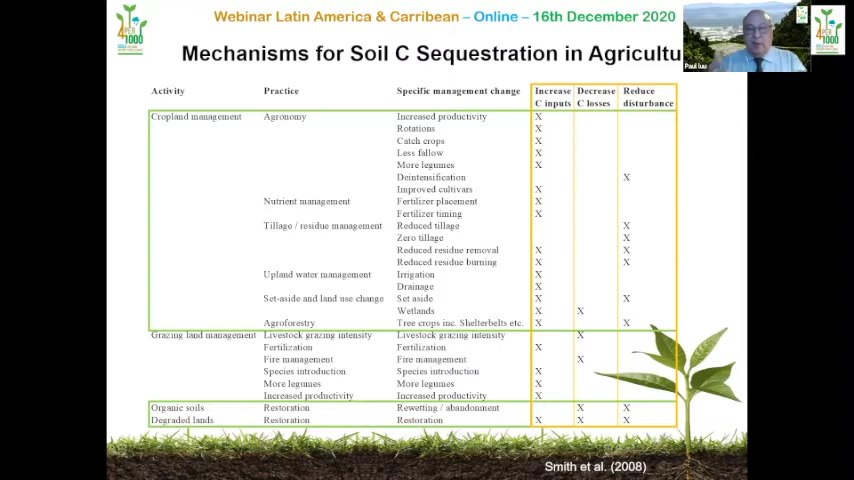 Webinar Latin America & Carribean – Online – 16th December 2020
4 PER 1000
Mechanisms for Soil C Sequestration in Agricultu
Paul luu
4 PER 1000
Activity Practice Specific management change Increase C inputs Decrease C losses Reduce disturbance
Cropland management Agronomy Increased productivity X
Rotations X
Catch crops X
Less fallow X
More legumes X
Deintensification X
Improved cultivars X
Nutrient management Fertilizer placement X
Fertilizer timing X
Tillage / residue management Reduced tillage X
Zero tillage X
Reduced residue removal X X
Reduced residue burning X X
Upland water management Irrigation X
Drainage X
Set-aside and land use change Set aside X X
Wetlands X X
Agroforestry Tree crops inc. Shelterbelts etc. X X
Grazing land management Livestock grazing intensity Livestock grazing intensity X
Fertilization Fertilization X
Fire management Fire management X
Species introduction Species introduction X
More legumes More legumes X
Increased productivity Increased productivity X
Organic soils Restoration Rewetting / abandonment X X
Degraded lands Restoration Restoration X X X
Smith et al. (2008)